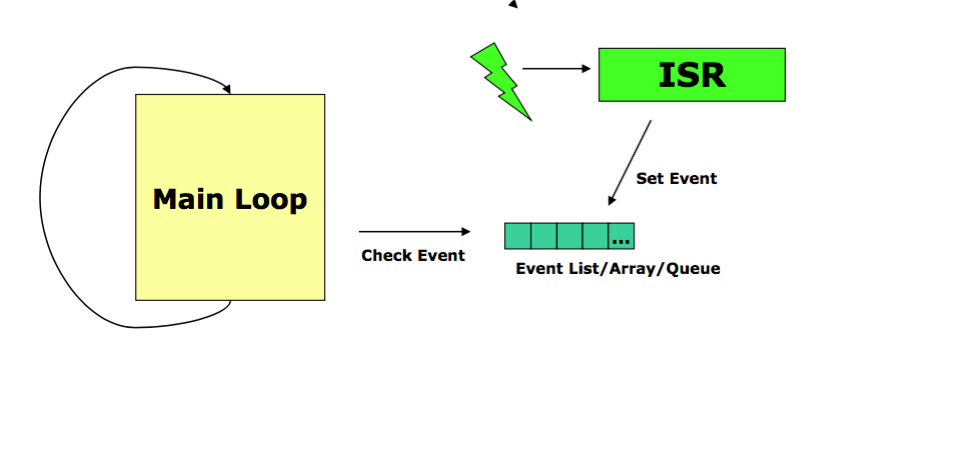 ISR
Set Event
Main Loop
...
Check Event
Event List/Array/Queue